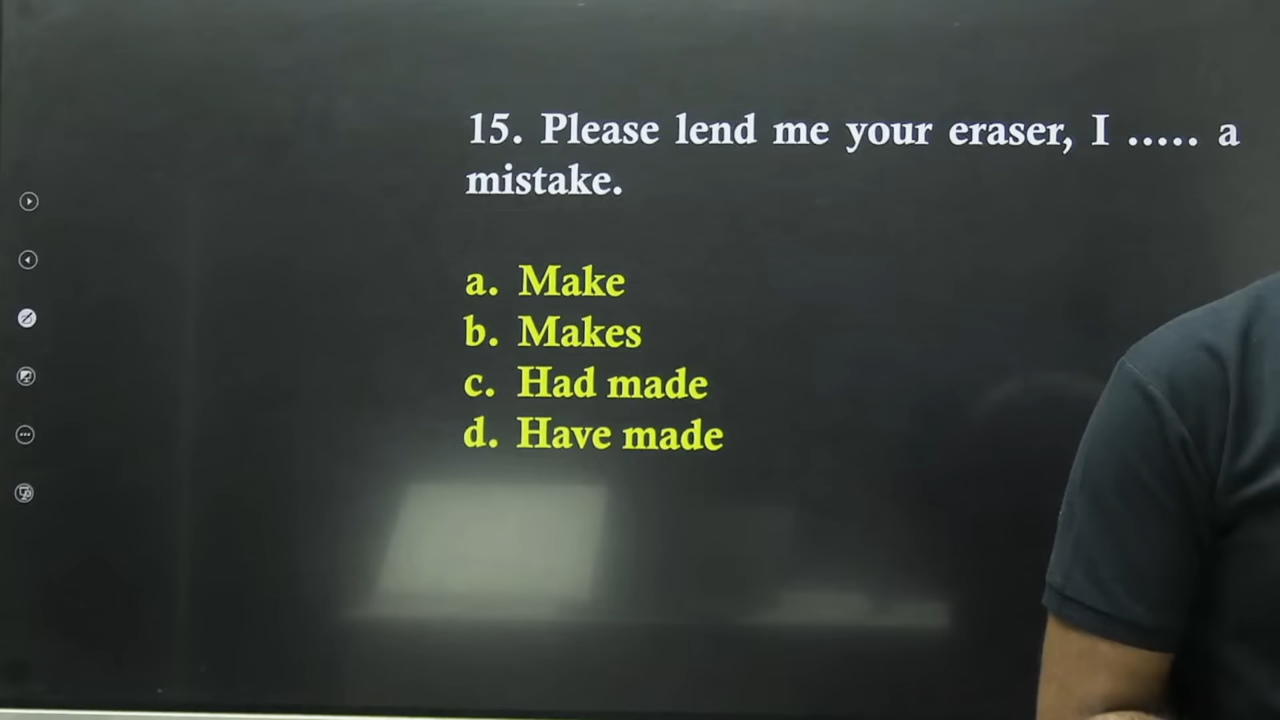 15. Please lend me your eraser, I ..... a
mistake.
a. Make
b. Makes
c. Had made
d. Have made